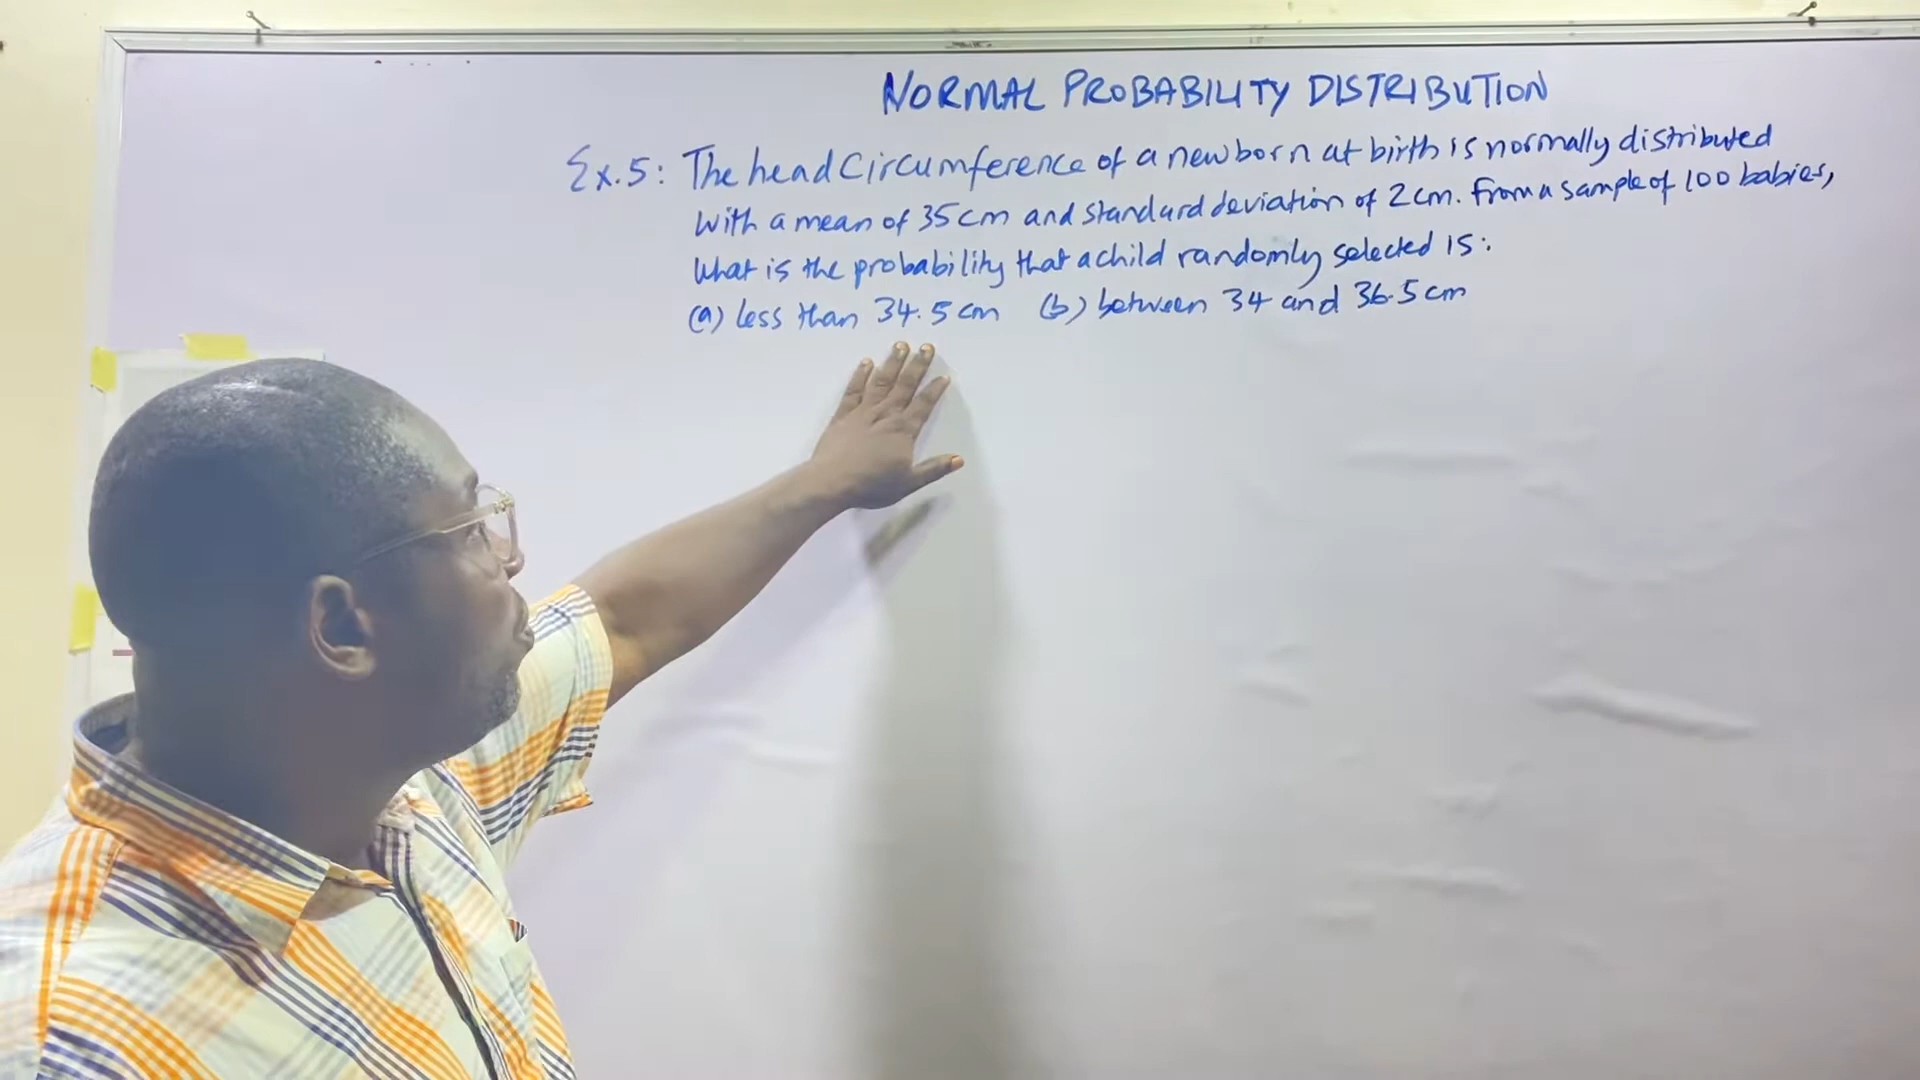 NORMAL PROBABILITY DISTRIBUTION
Ex.5: The head Circumference of a newborn at birth is normally distributed
With a mean of 35cm and standard deviation of 2cm. From a sample of 100 babies,
What is the probability that a child randomly selected is:
(a) less than 34.5cm (b) between 34 and 36.5cm